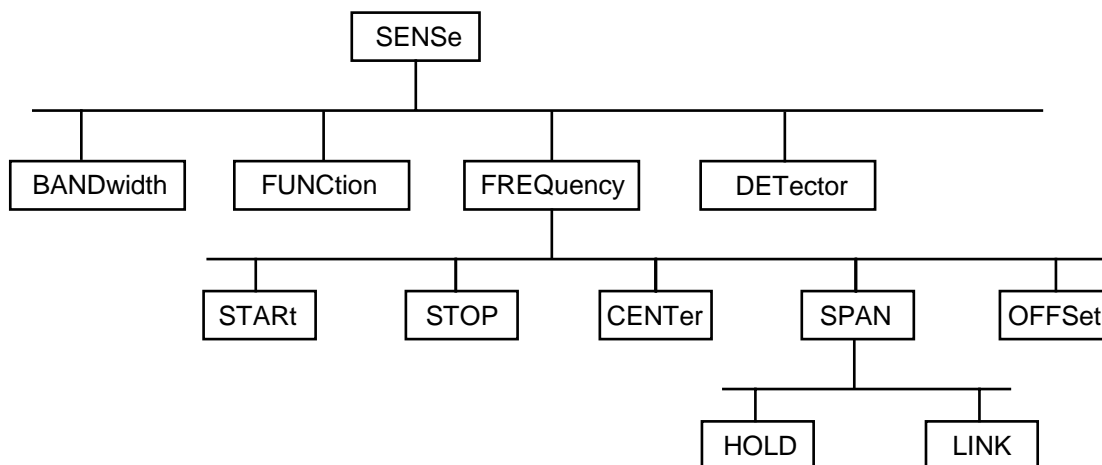 SENSe
BANDwidth
FUNCtion
FREQuency
DETector
STARt
STOP
CENTer
SPAN
OFFSet
HOLD
LINK